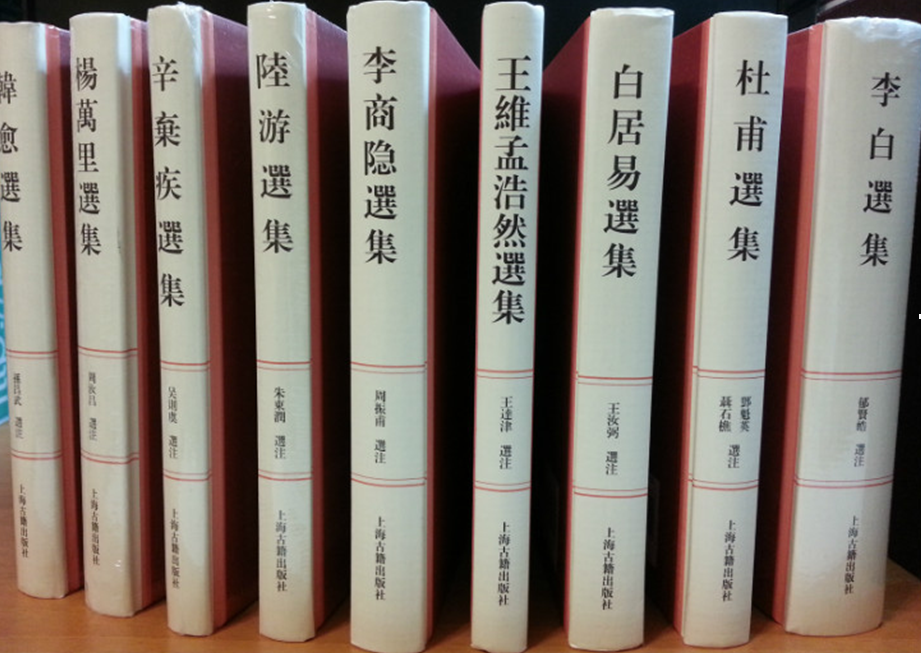 韓愈選集
孫昌武 選注
上海古籍出版社
楊萬里選集
周汝昌 選注
上海古籍出版社
辛棄疾選集
吴則虞 選注
上海古籍出版社
陸游選集
朱東潤 選注
上海古籍出版社
李商隐選集
周振甫 選注
上海古籍出版社
王維孟浩然選集
王達津 選注
上海古籍出版社
白居易選集
王汝弼 選注
上海古籍出版社
杜甫選集
鄧魁英
聶石樵 選注
上海古籍出版社
李白選集
郁賢皓 選注
上海古籍出版社